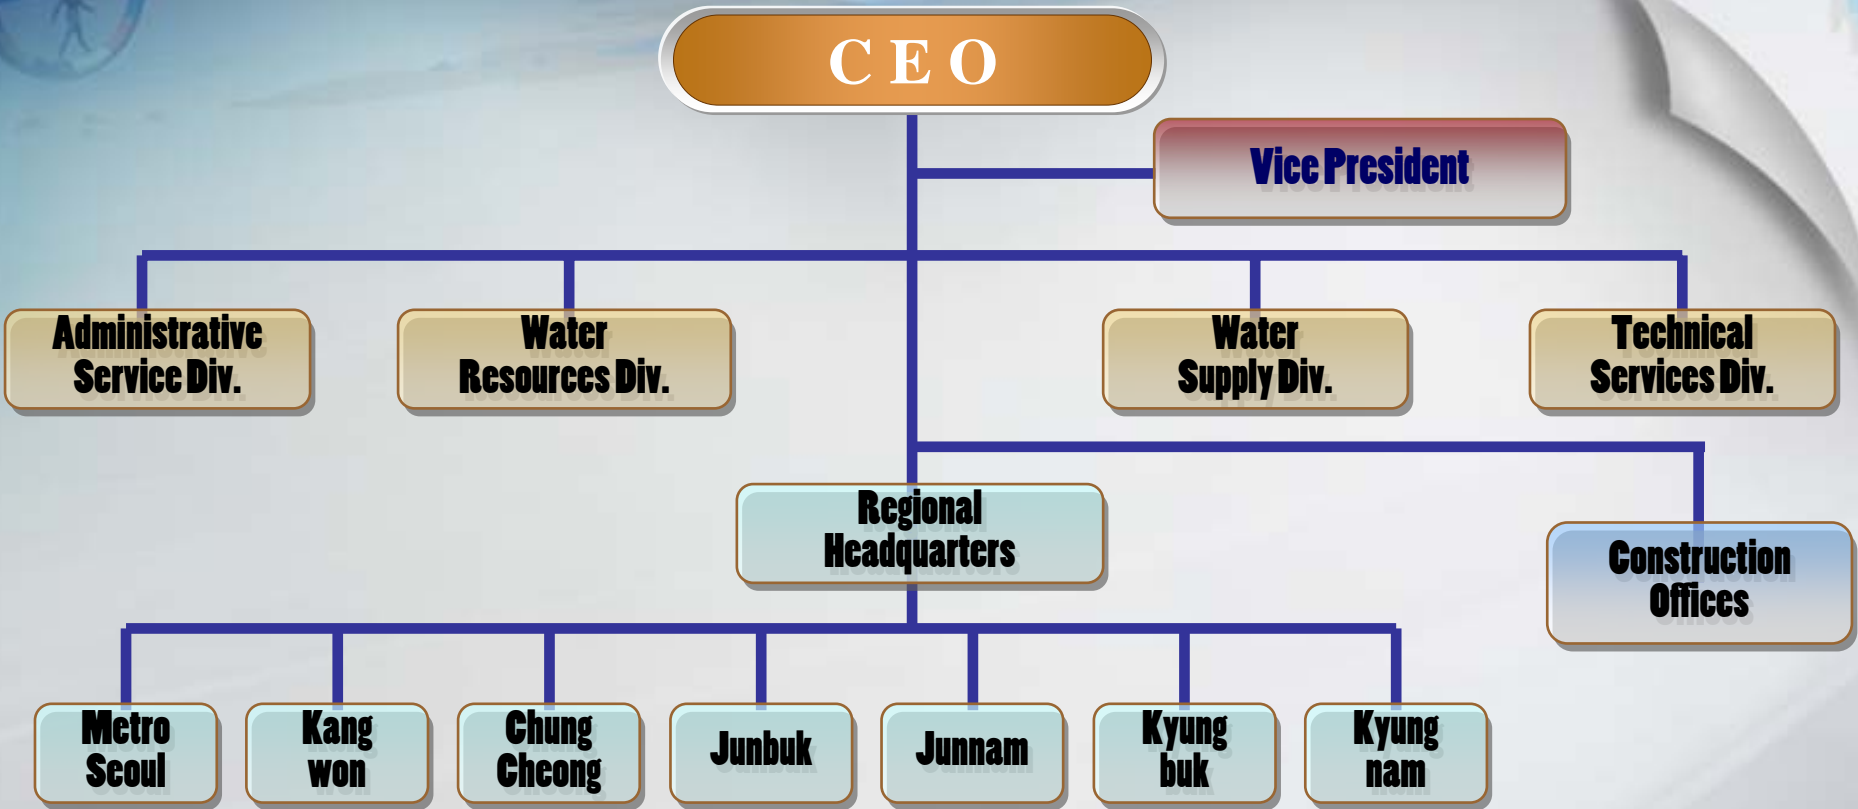 C E O
Vice President
Administrative
Service Div.
Water
Resources Div.
Water
Supply Div.
Technical
Services Div.
Regional
Headquarters
Construction
Offices
Metro
Seoul
Kang
won
Chung
Cheong
Junbuk
Junnam
Kyung
buk
Kyung
nam